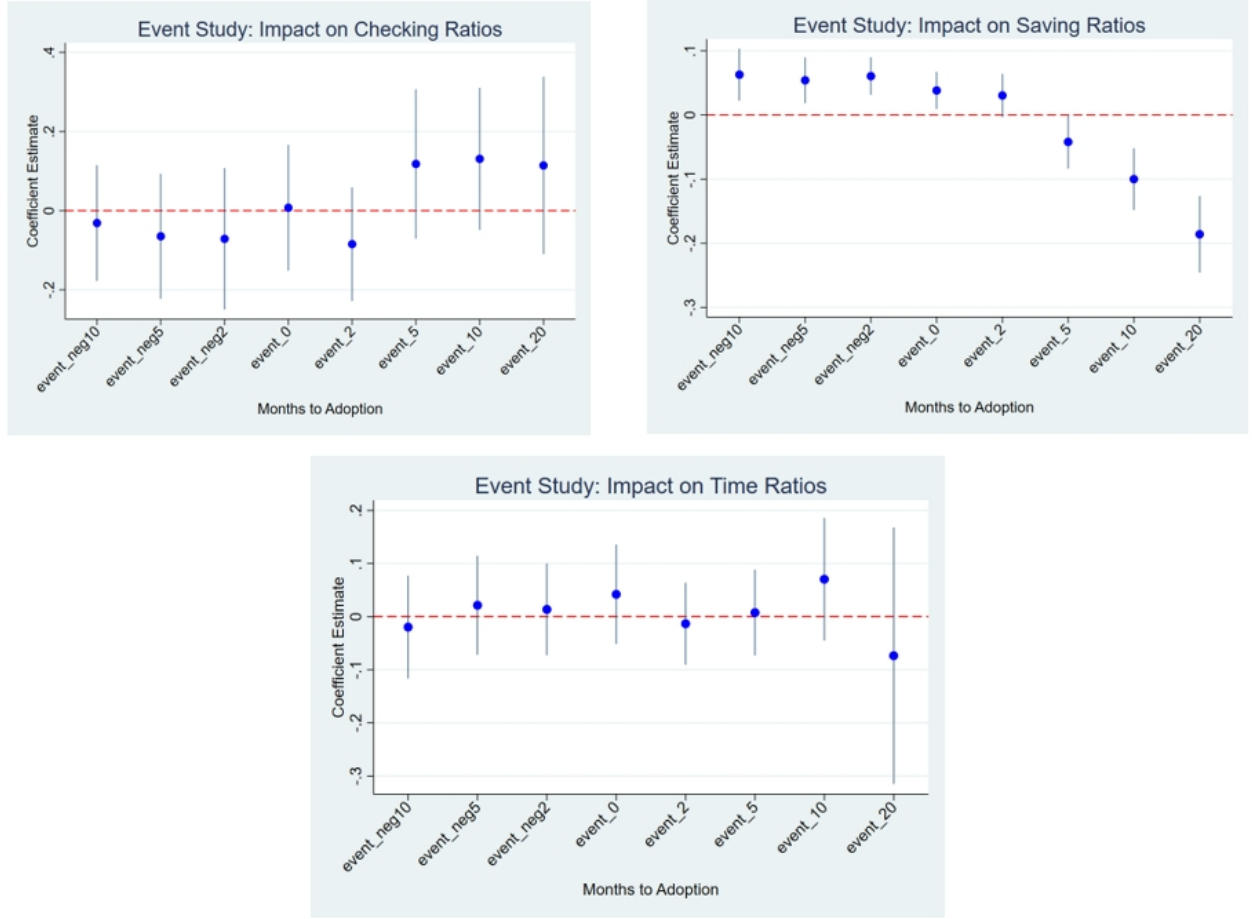 Event Study: Impact on Checking Ratios
Coefficient Estimate
.4
.2
0
-.2
event_neg10
event_neg5
event_neg2
event_0
event_2
event_5
event_10
event_20
Months to Adoption
Event Study: Impact on Saving Ratios
Coefficient Estimate
.1
0
-.1
-.2
-.3
event_neg10
event_neg5
event_neg2
event_0
event_2
event_5
event_10
event_20
Months to Adoption
Event Study: Impact on Time Ratios
Coefficient Estimate
.2
.1
0
-.1
-.2
-.3
event_neg10
event_neg5
event_neg2
event_0
event_2
event_5
event_10
event_20
Months to Adoption